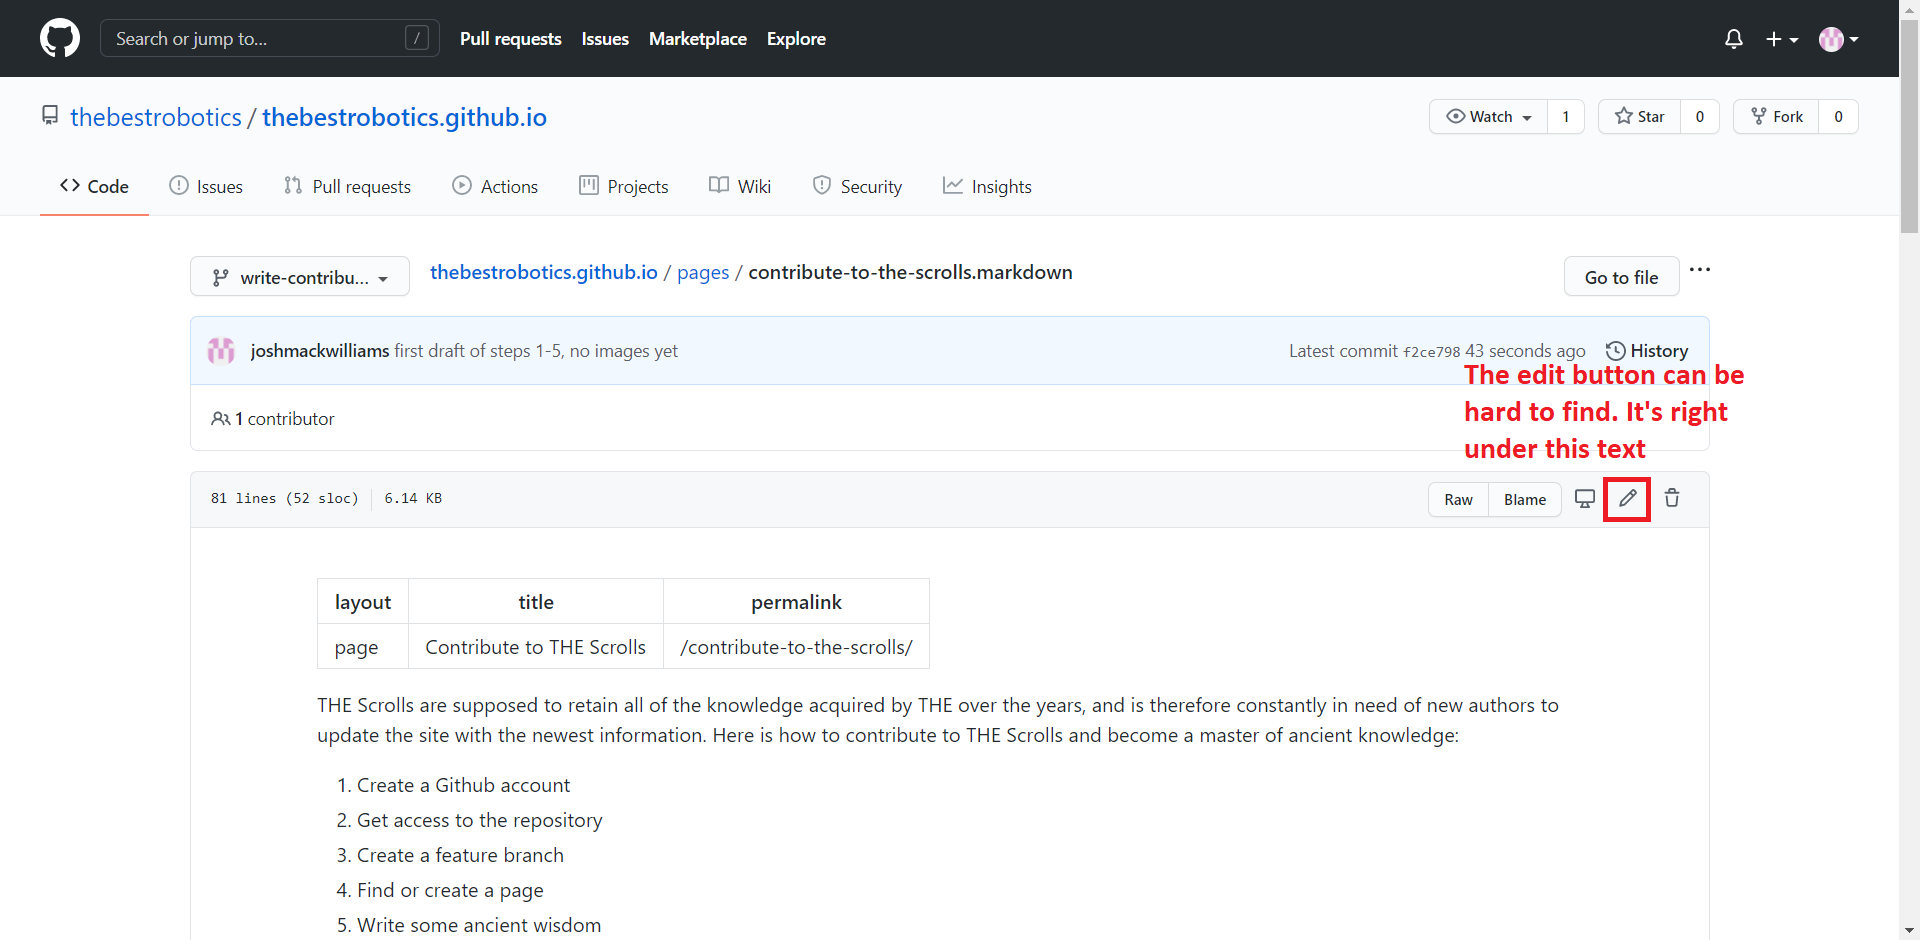 Search or jump to... /
Pull requests Issues Marketplace Explore
thebestrobotics / thebestrobotics.github.io
Watch 1 Star 0 Fork 0
Code Issues Pull requests Actions Projects Wiki Security Insights
write-contribu... thebestrobotics.github.io / pages / contribute-to-the-scrolls.markdown Go to file ...
joshmackwilliams first draft of steps 1-5, no images yet Latest commit f2ce798 43 seconds ago History
The edit button can be
hard to find. It's right
under this text
1 contributor
81 lines (52 sloc) 6.14 KB Raw Blame
layout title permalink
page Contribute to THE Scrolls /contribute-to-the-scrolls/
THE Scrolls are supposed to retain all of the knowledge acquired by THE over the years, and is therefore constantly in need of new authors to
update the site with the newest information. Here is how to contribute to THE Scrolls and become a master of ancient knowledge:
1. Create a Github account
2. Get access to the repository
3. Create a feature branch
4. Find or create a page
5. Write some ancient wisdom